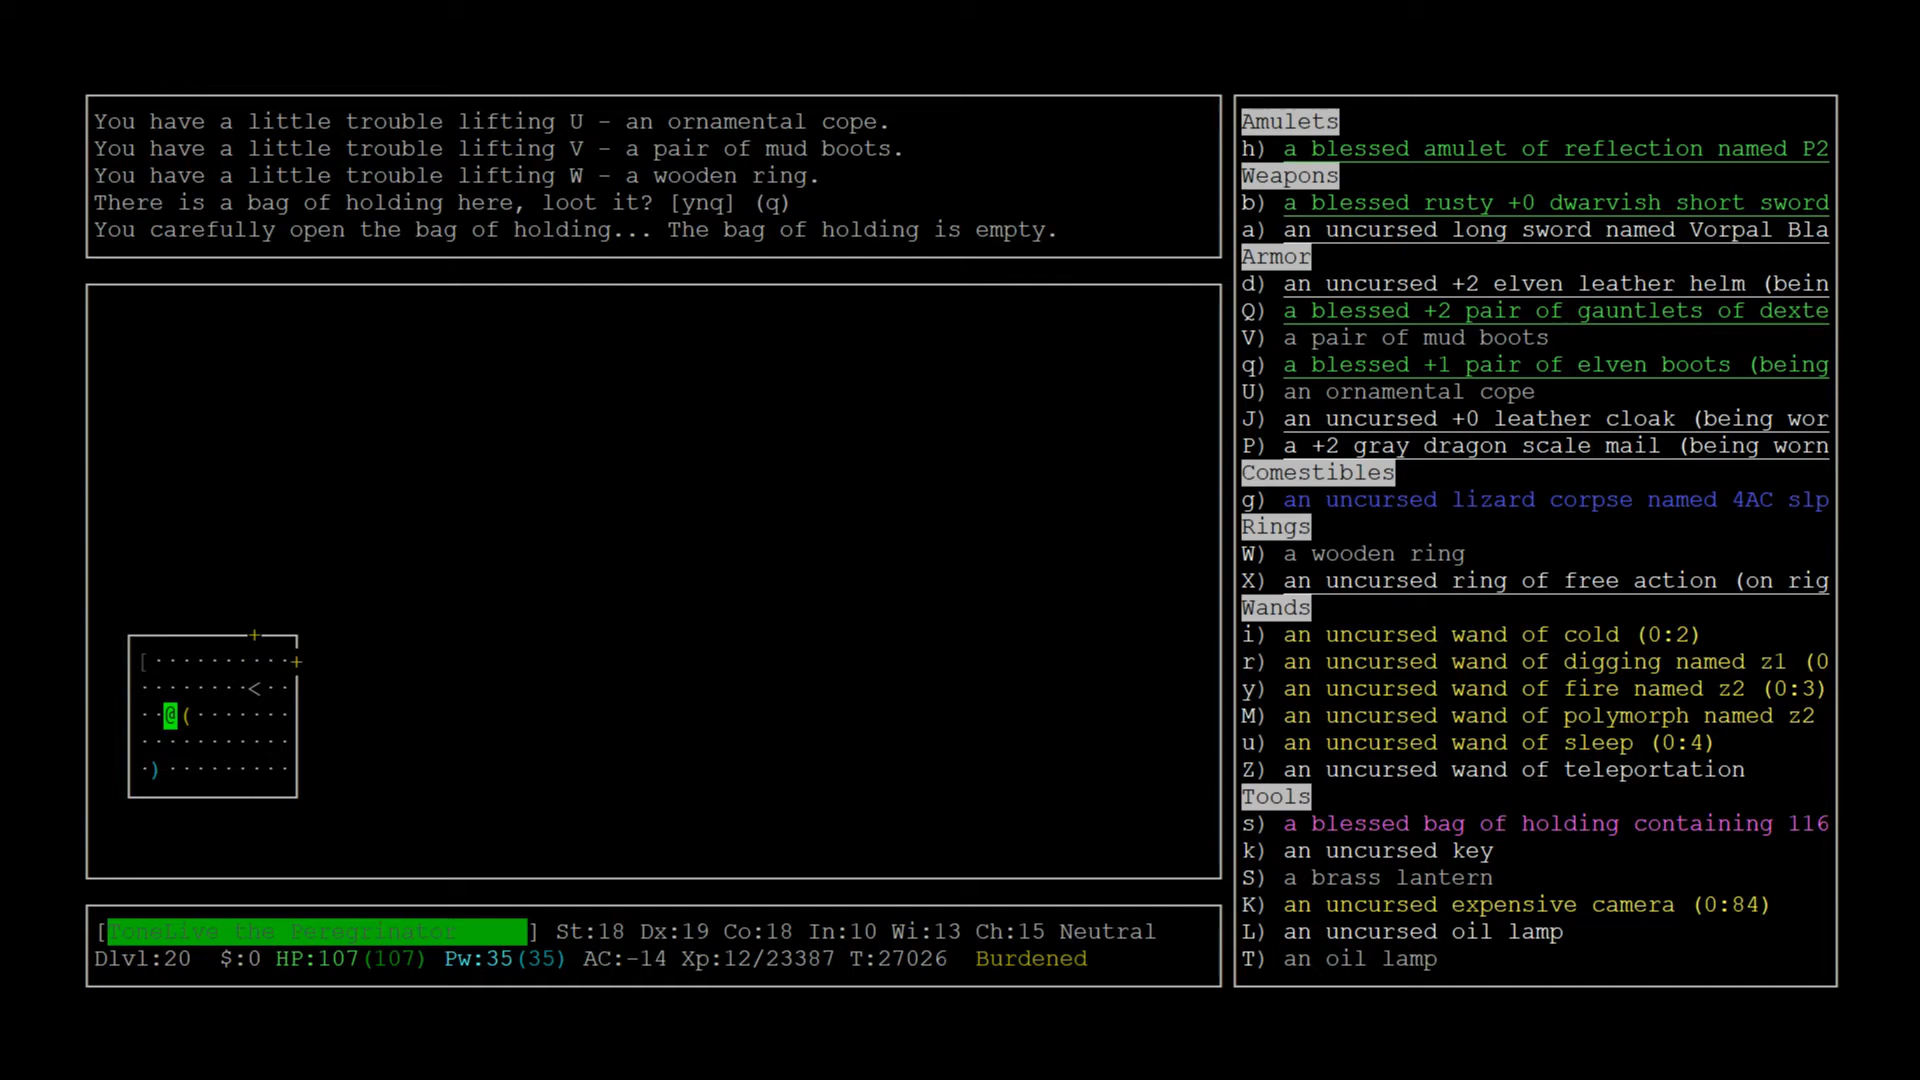 You have a little trouble lifting U - an ornamental cope.
You have a little trouble lifting V - a pair of mud boots.
You have a little trouble lifting W - a wooden ring.
There is a bag of holding here, loot it? [ynq] (q)
You carefully open the bag of holding... The bag of holding is empty.
+
[··········+
········<··
··@(·······
···········
·)·········
[ToneLive the Peregrinator     ] St:18 Dx:19 Co:18 In:10 Wi:13 Ch:15 Neutral
Dlvl:20  $:0 HP:107(107) Pw:35(35) AC:-14 Xp:12/23387 T:27026  Burdened
Amulets
h) a blessed amulet of reflection named P2
Weapons
b) a blessed rusty +0 dwarvish short sword
a) an uncursed long sword named Vorpal Bla
Armor
d) an uncursed +2 elven leather helm (bein
Q) a blessed +2 pair of gauntlets of dexte
V) a pair of mud boots
q) a blessed +1 pair of elven boots (being
U) an ornamental cope
J) an uncursed +0 leather cloak (being wor
P) a +2 gray dragon scale mail (being worn
Comestibles
g) an uncursed lizard corpse named 4AC slp
Rings
W) a wooden ring
X) an uncursed ring of free action (on rig
Wands
i) an uncursed wand of cold (0:2)
r) an uncursed wand of digging named z1 (0
y) an uncursed wand of fire named z2 (0:3)
M) an uncursed wand of polymorph named z2
u) an uncursed wand of sleep (0:4)
Z) an uncursed wand of teleportation
Tools
s) a blessed bag of holding containing 116
k) an uncursed key
S) a brass lantern
K) an uncursed expensive camera (0:84)
L) an uncursed oil lamp
T) an oil lamp